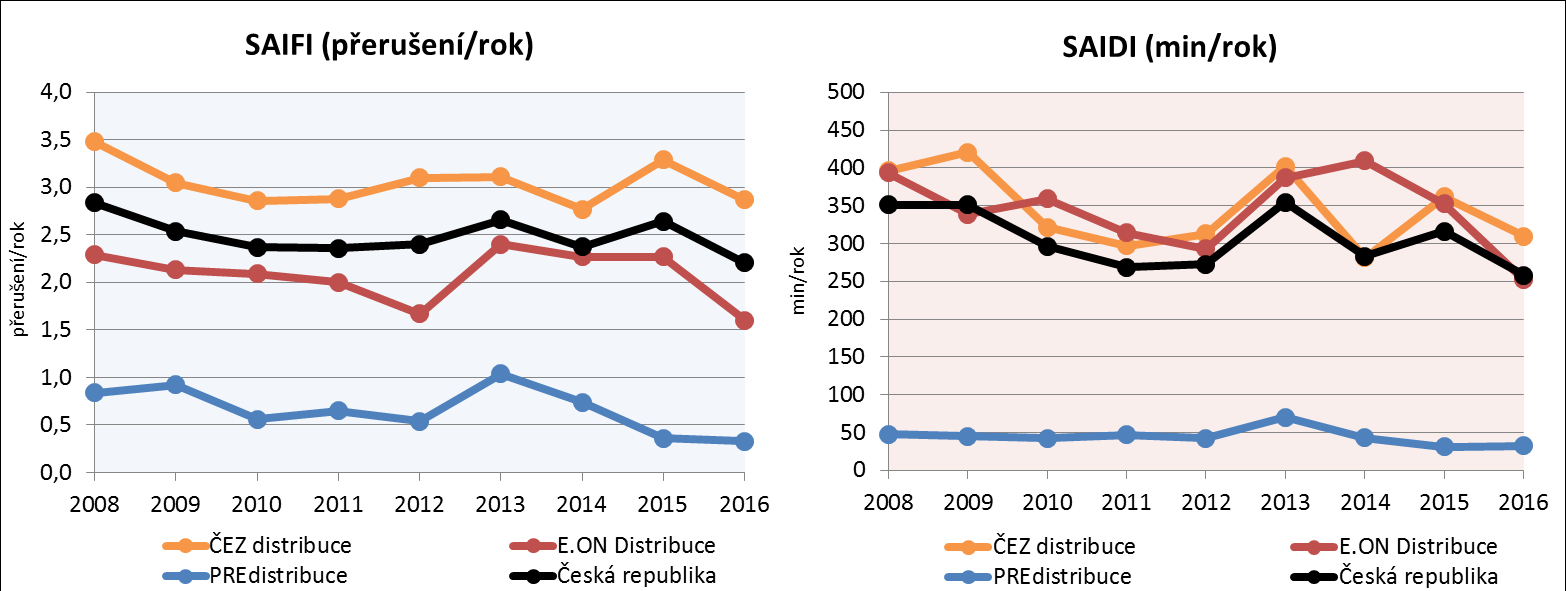 SAIFI (přerušení/rok)
přerušení/rok
4,0
3,5
3,0
2,5
2,0
1,5
1,0
0,5
0,0
2008 2009 2010 2011 2012 2013 2014 2015 2016
ČEZ distribuce E.ON Distribuce
PREdistribuce Česká republika
SAIDI (min/rok)
min/rok
500
450
400
350
300
250
200
150
100
50
0
2008 2009 2010 2011 2012 2013 2014 2015 2016
ČEZ distribuce E.ON Distribuce
PREdistribuce Česká republika